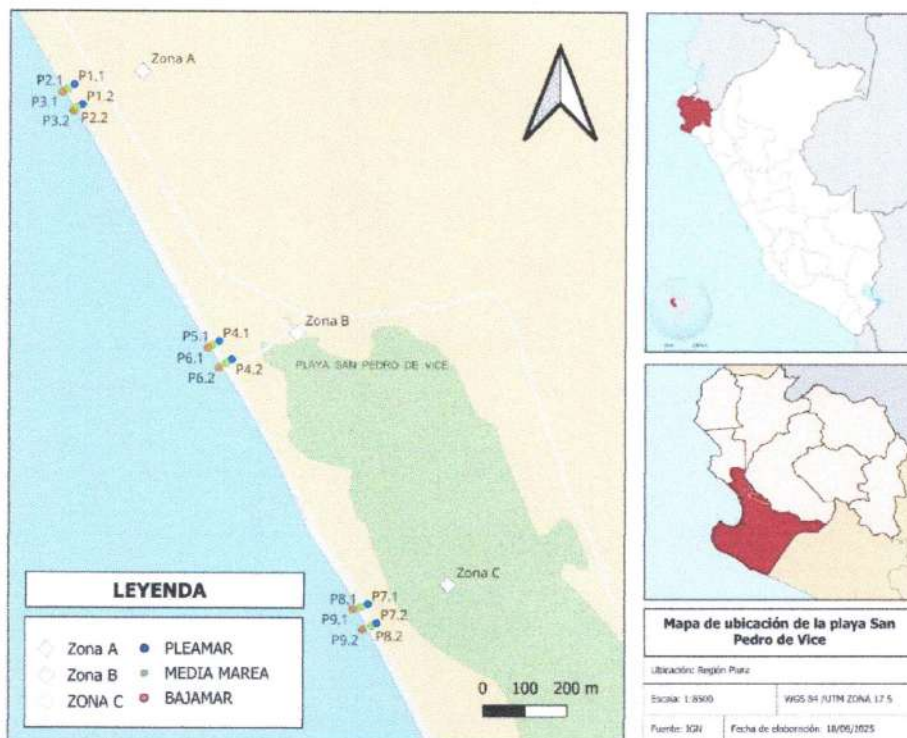 Zona A
P2.1 P1.1
P3.1 P1.2
P3.2 P2.2
P5.1 P4.1
P6.1 P4.2
P6.2
Zona B
PLAYA SAN PEDRO DE VICE
Zona C
P8.1 P7.1
P9.1 P7.2
P9.2 P8.2
LEYENDA
Zona A PLEAMAR
Zona B MEDIA MAREA
ZONA C BAJAMAR
0 100 200 m
Mapa de ubicación de la playa San
Pedro de Vice
Ubicación: Región Piura
Escala: 1:8500 WGS 84 /UTM ZONA 17 S
Fuente: IGN Fecha de elaboración: 18/06/2025